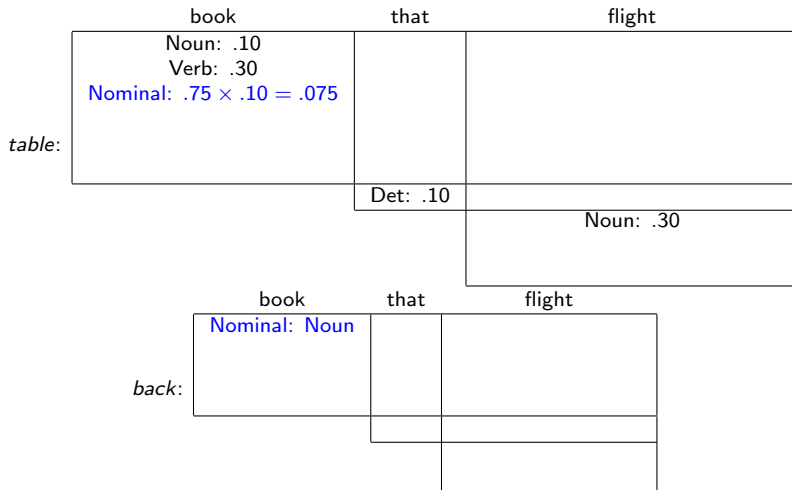 book that flight
Noun: .10
Verb: .30
Nominal: .75 × .10 = .075
table:
Det: .10
Noun: .30
book that flight
Nominal: Noun
back: